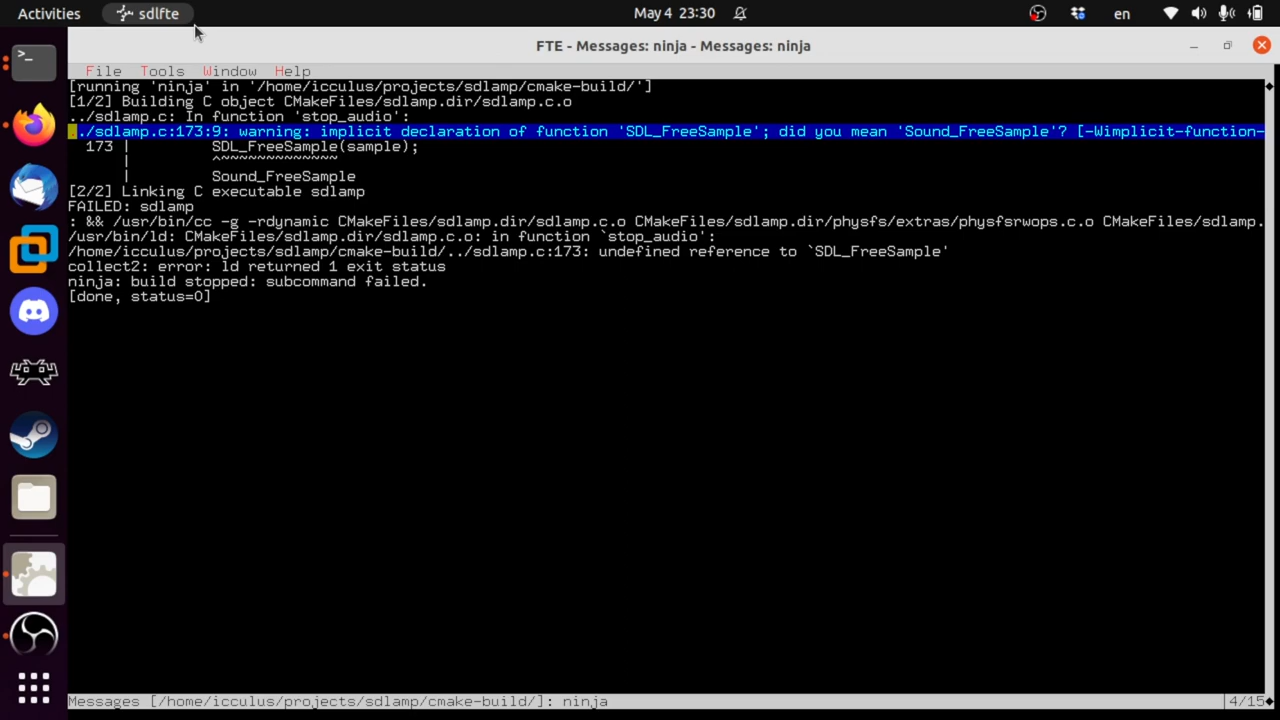 Activities
sdlfte
May 4 23:30
en
FTE - Messages: ninja - Messages: ninja
File Tools Window Help
[running 'ninja' in '/home/icculus/projects/sdlamp/cmake-build/']
[1/2] Building C object CMakeFiles/sdlamp.dir/sdlamp.c.o
../sdlamp.c: In function 'stop_audio':
../sdlamp.c:173:9: warning: implicit declaration of function 'SDL_FreeSample'; did you mean 'Sound_FreeSample'? [-Wimplicit-function-
173 | SDL_FreeSample(sample);
| ^~~~~~~~~~~~~~
| Sound_FreeSample
[2/2] Linking C executable sdlamp
FAILED: sdlamp
: && /usr/bin/cc -g -rdynamic CMakeFiles/sdlamp.dir/sdlamp.c.o CMakeFiles/sdlamp.dir/physfs/extras/physfsrwops.c.o CMakeFiles/sdlamp.
/usr/bin/ld: CMakeFiles/sdlamp.dir/sdlamp.c.o: in function `stop_audio':
/home/icculus/projects/sdlamp/cmake-build/../sdlamp.c:173: undefined reference to `SDL_FreeSample'
collect2: error: ld returned 1 exit status
ninja: build stopped: subcommand failed.
[done, status=0]
Messages [/home/icculus/projects/sdlamp/cmake-build/]: ninja
4/15